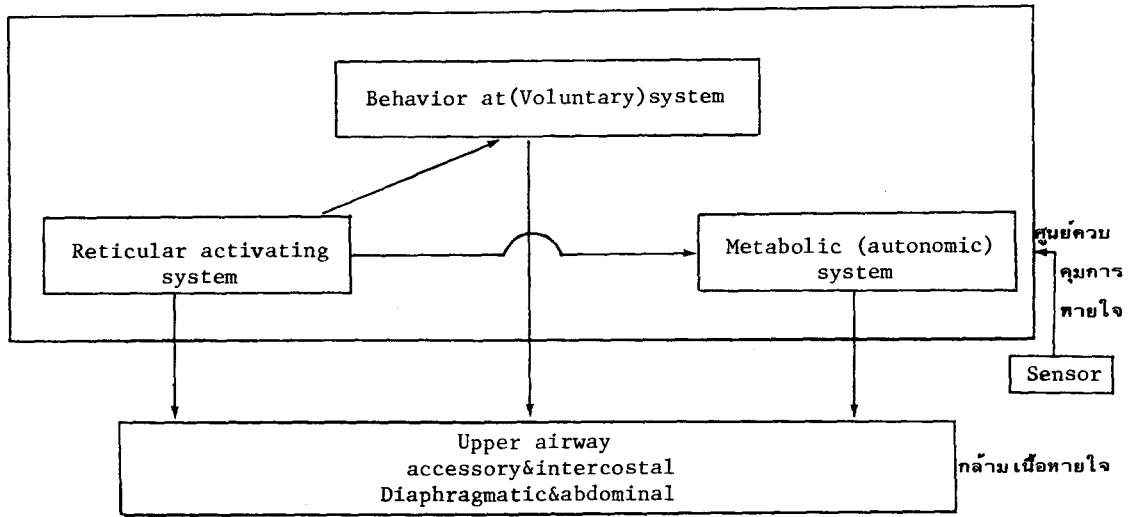 Behavior at(Voluntary)system
Reticular activating
system
Metabolic (autonomic)
system
ศูนย์ควบ
คุมการ
หายใจ
Sensor
Upper airway
accessory&intercostal
Diaphragmatic&abdominal
กล้ามเนื้อหายใจ